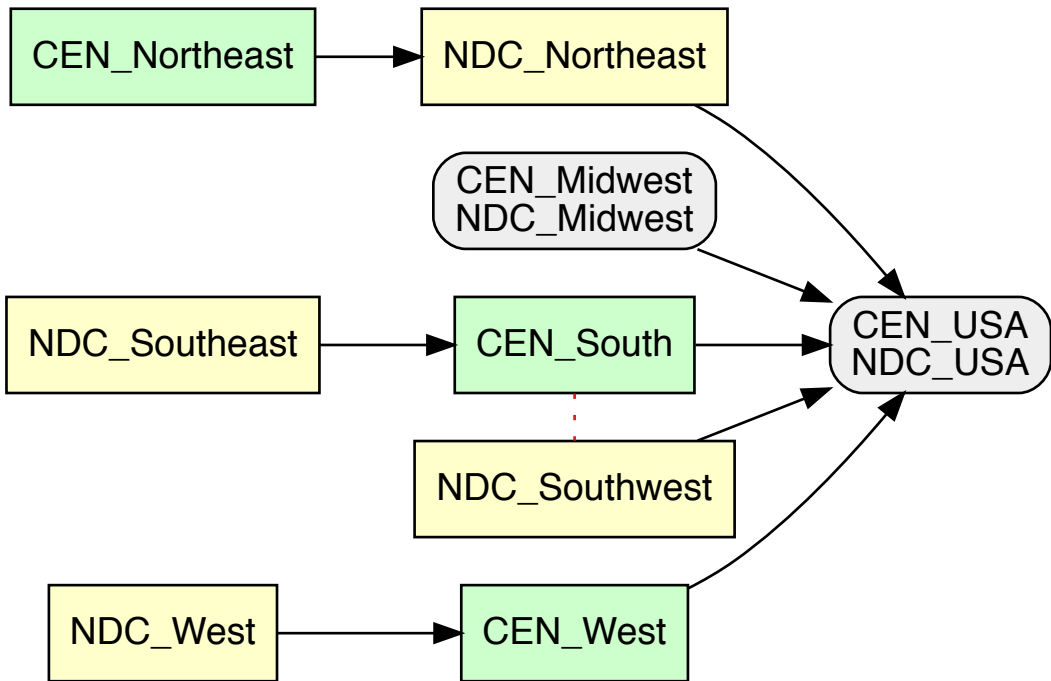 CEN_Northeast
NDC_Northeast
CEN_Midwest
NDC_Midwest
NDC_Southeast
CEN_South
CEN_USA
NDC_USA
NDC_Southwest
NDC_West
CEN_West